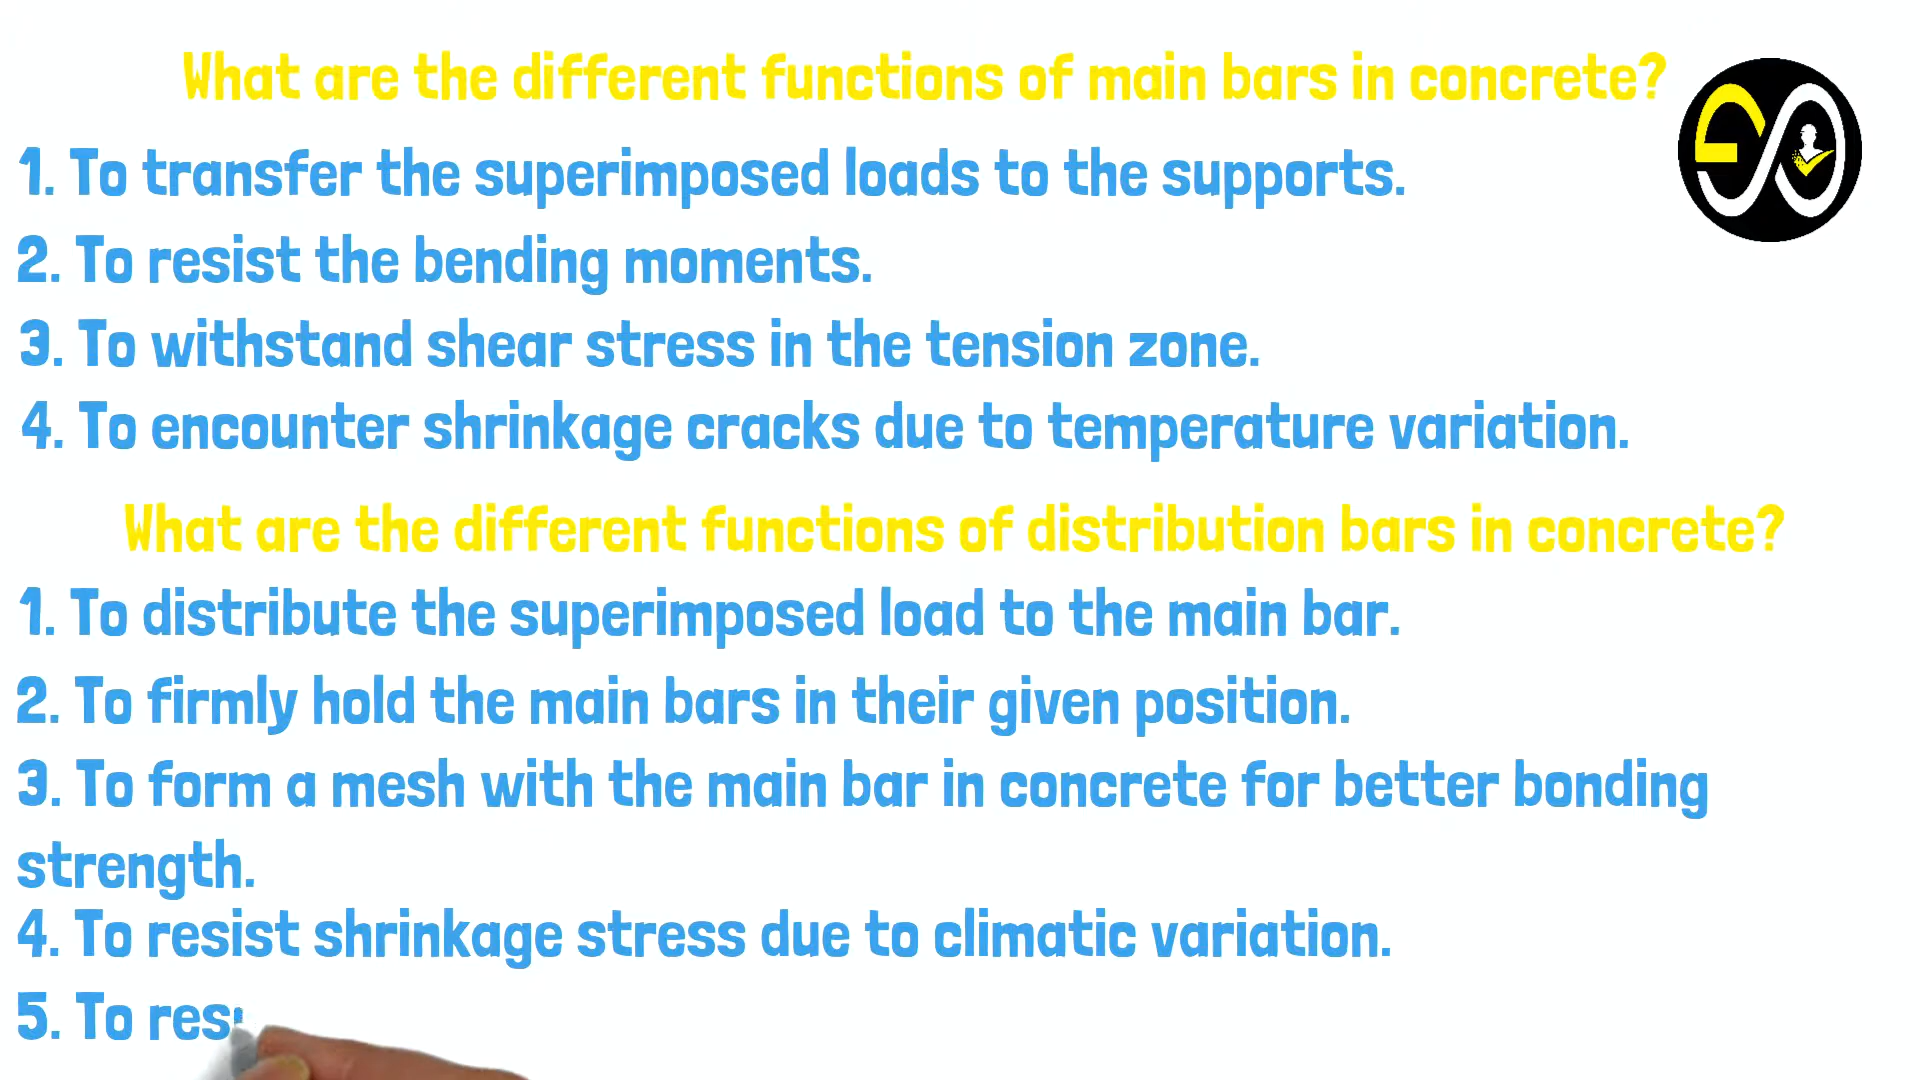 What are the different functions of main bars in concrete?
1. To transfer the superimposed loads to the supports.
2. To resist the bending moments.
3. To withstand shear stress in the tension zone.
4. To encounter shrinkage cracks due to temperature variation.
What are the different functions of distribution bars in concrete?
1. To distribute the superimposed load to the main bar.
2. To firmly hold the main bars in their given position.
3. To form a mesh with the main bar in concrete for better bonding
strength.
4. To resist shrinkage stress due to climatic variation.
5. To